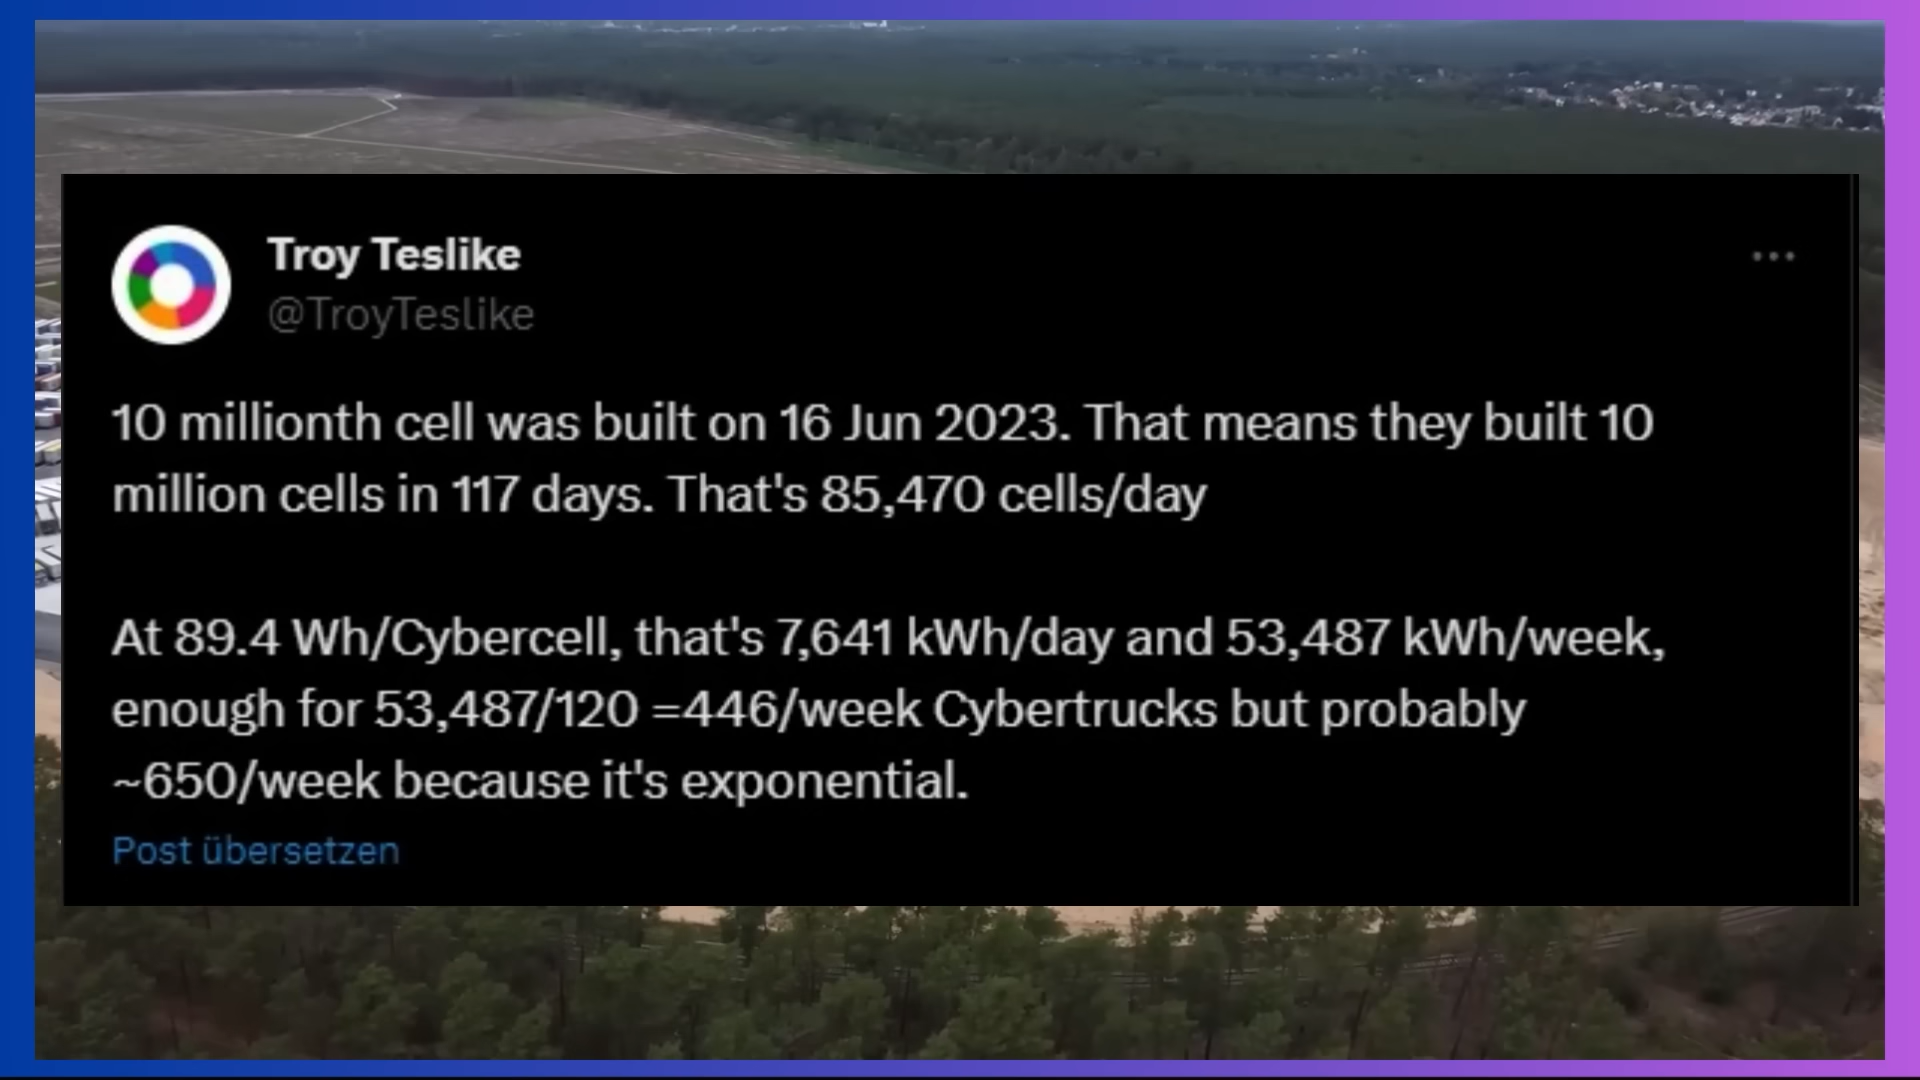 Troy Teslike
@TroyTeslike
10 millionth cell was built on 16 Jun 2023. That means they built 10
million cells in 117 days. That's 85,470 cells/day
At 89.4 Wh/Cybercell, that's 7,641 kWh/day and 53,487 kWh/week,
enough for 53,487/120 =446/week Cybertrucks but probably
~650/week because it's exponential.
Post übersetzen